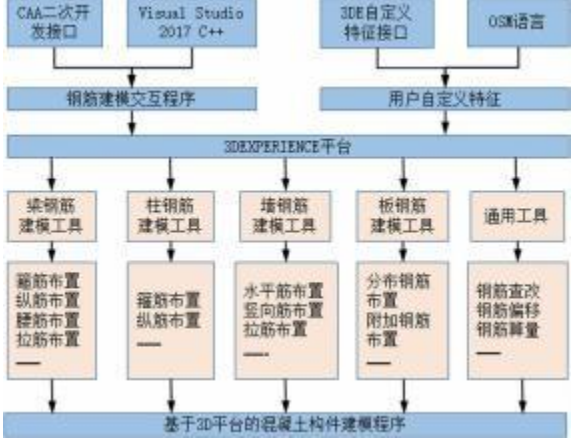 CAA二次开
发接口
Visual Studio
2017 C++
3DE自定义
特征接口
OSM语言
钢筋建模交互程序
用户自定义特征
3DEXPERIENCE平台
梁钢筋
建模工具
柱钢筋
建模工具
墙钢筋
建模工具
板钢筋
建模工具
通用工具
箍筋布置
纵筋布置
腰筋布置
拉筋布置
——
箍筋布置
纵筋布置
——
水平筋布置
竖向筋布置
拉筋布置
——
分布钢筋
布置
附加钢筋
布置
——
钢筋查改
钢筋偏移
钢筋算量
——
基于3D平台的混凝土构件建模程序